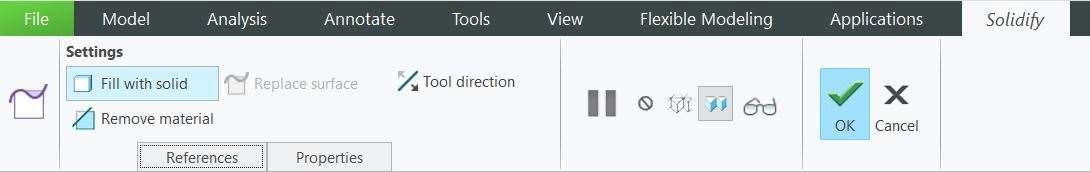 File Model Analysis Annotate Tools View Flexible Modeling Applications Solidify
Settings
Fill with solid Replace surface Tool direction
Remove material
OK Cancel
References Properties